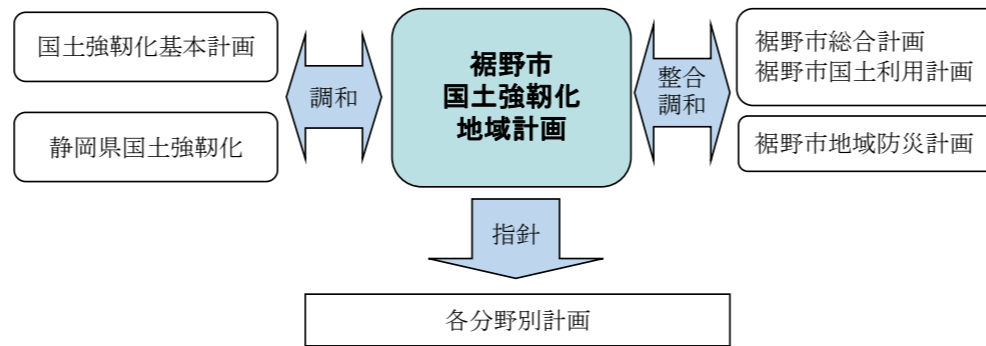 国土強靭化基本計画
静岡県国土強靭化
調和
裾野市
国土強靭化
地域計画
整合
調和
裾野市総合計画
裾野市国土利用計画
裾野市地域防災計画
指針
各分野別計画